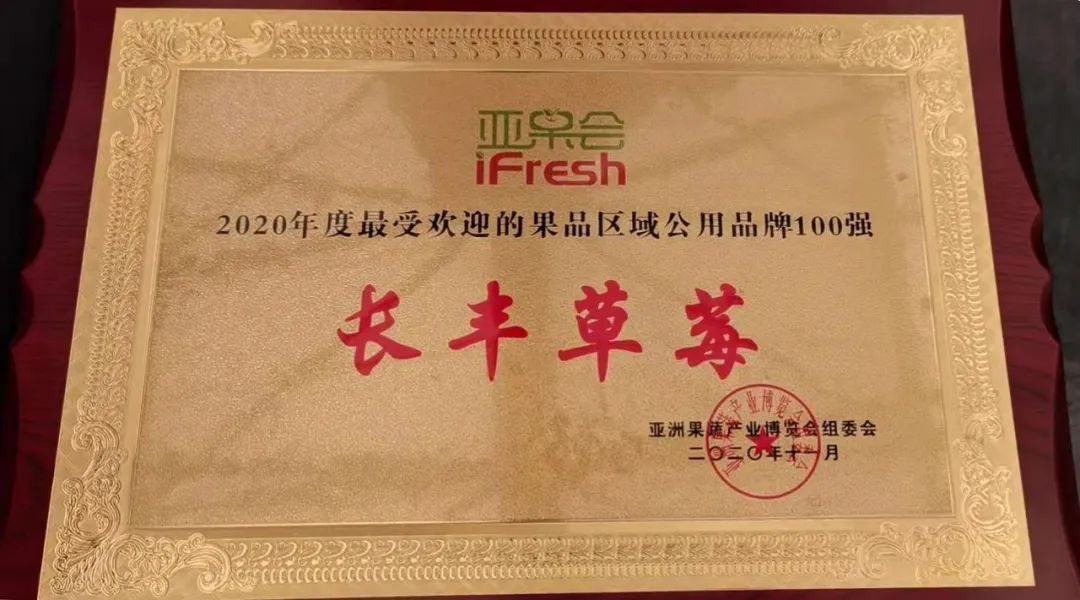 亚果会
iFresh
2020年度最受欢迎的果品区域公用品牌100强
长丰草莓
亚洲果蔬产业博览会组委会
二〇二〇年十一月